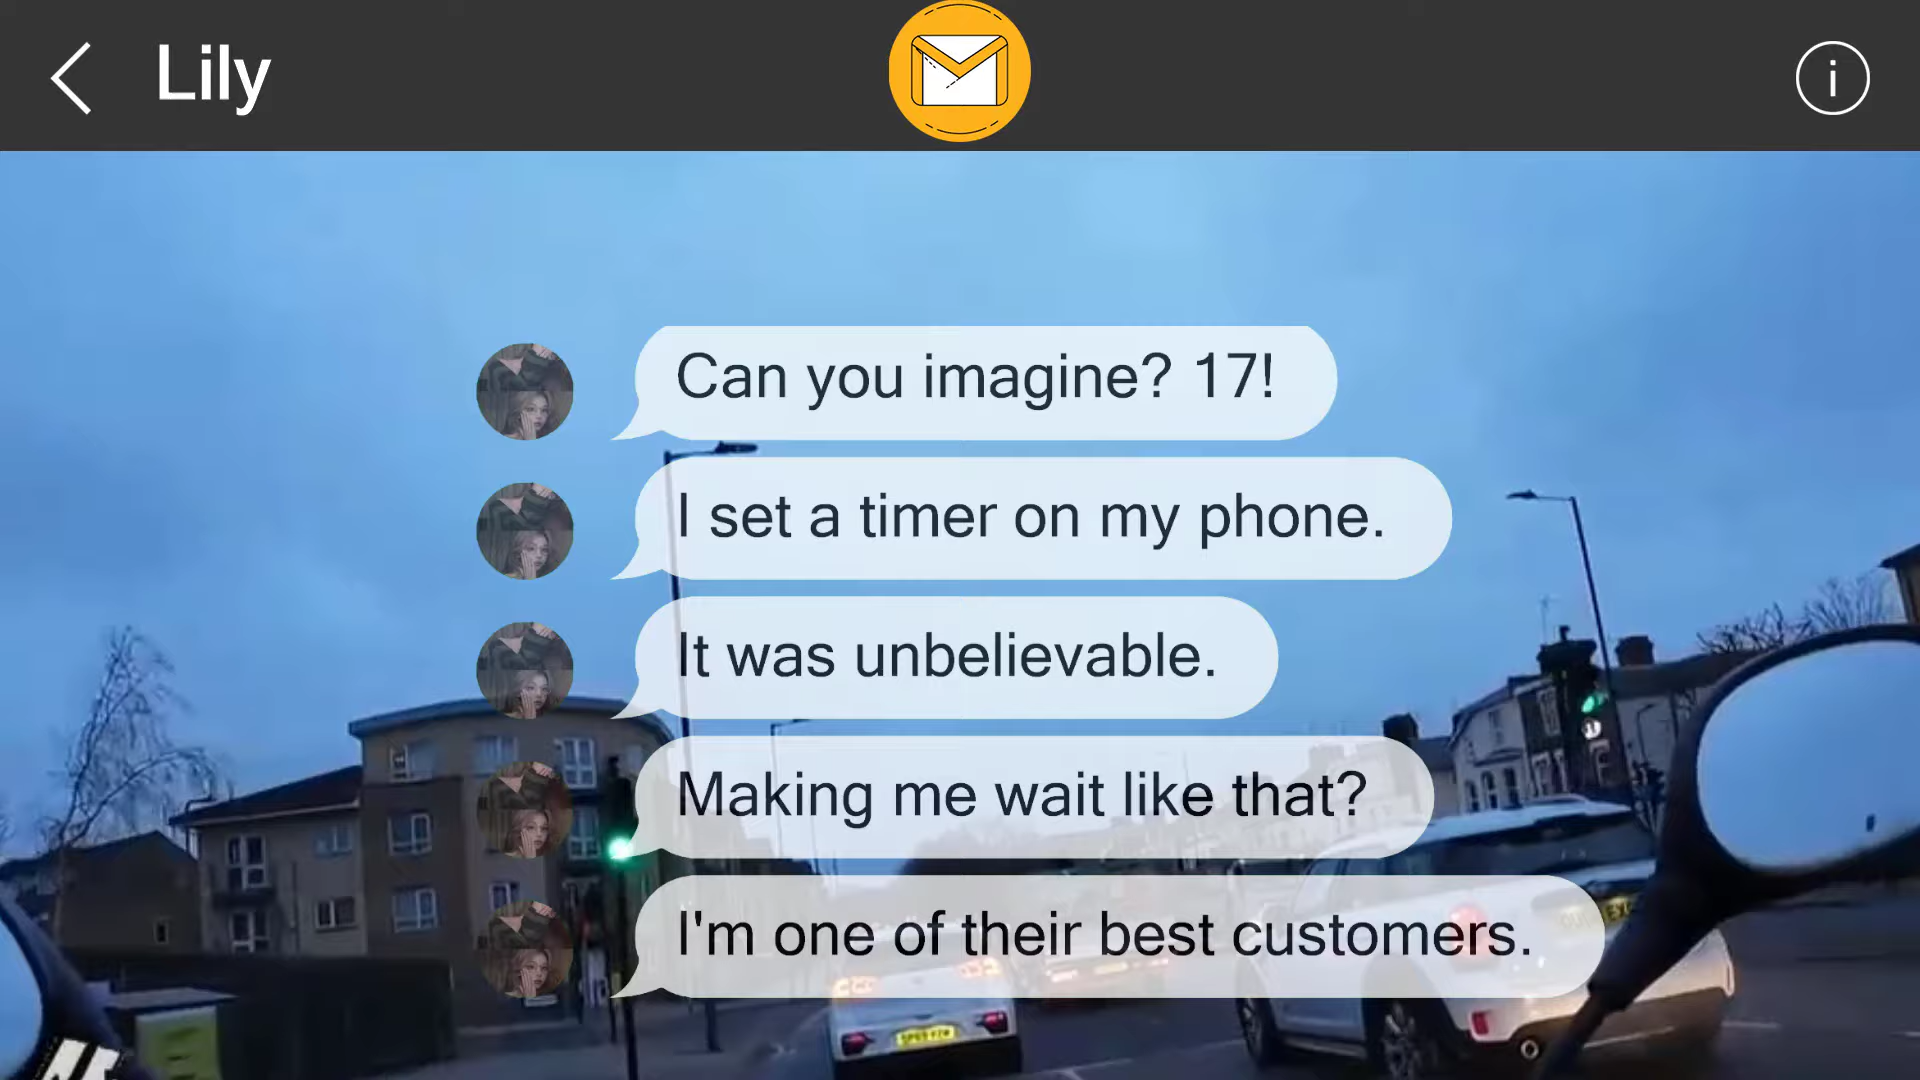 Lily
Can you imagine? 17!
I set a timer on my phone.
It was unbelievable.
Making me wait like that?
I'm one of their best customers.